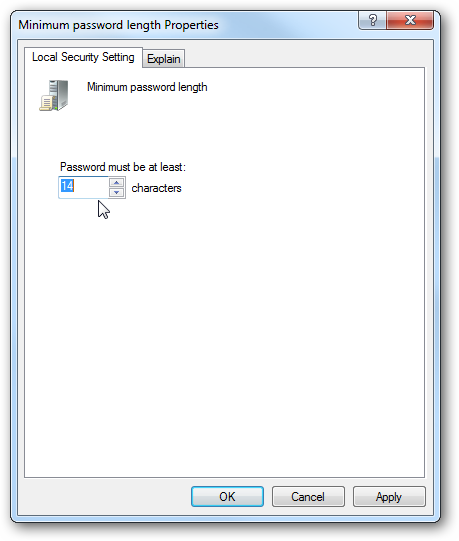 Minimum password length Properties
?
Local Security Setting
Explain
Minimum password length
Password must be at least:
14 characters
OK
Cancel
Apply